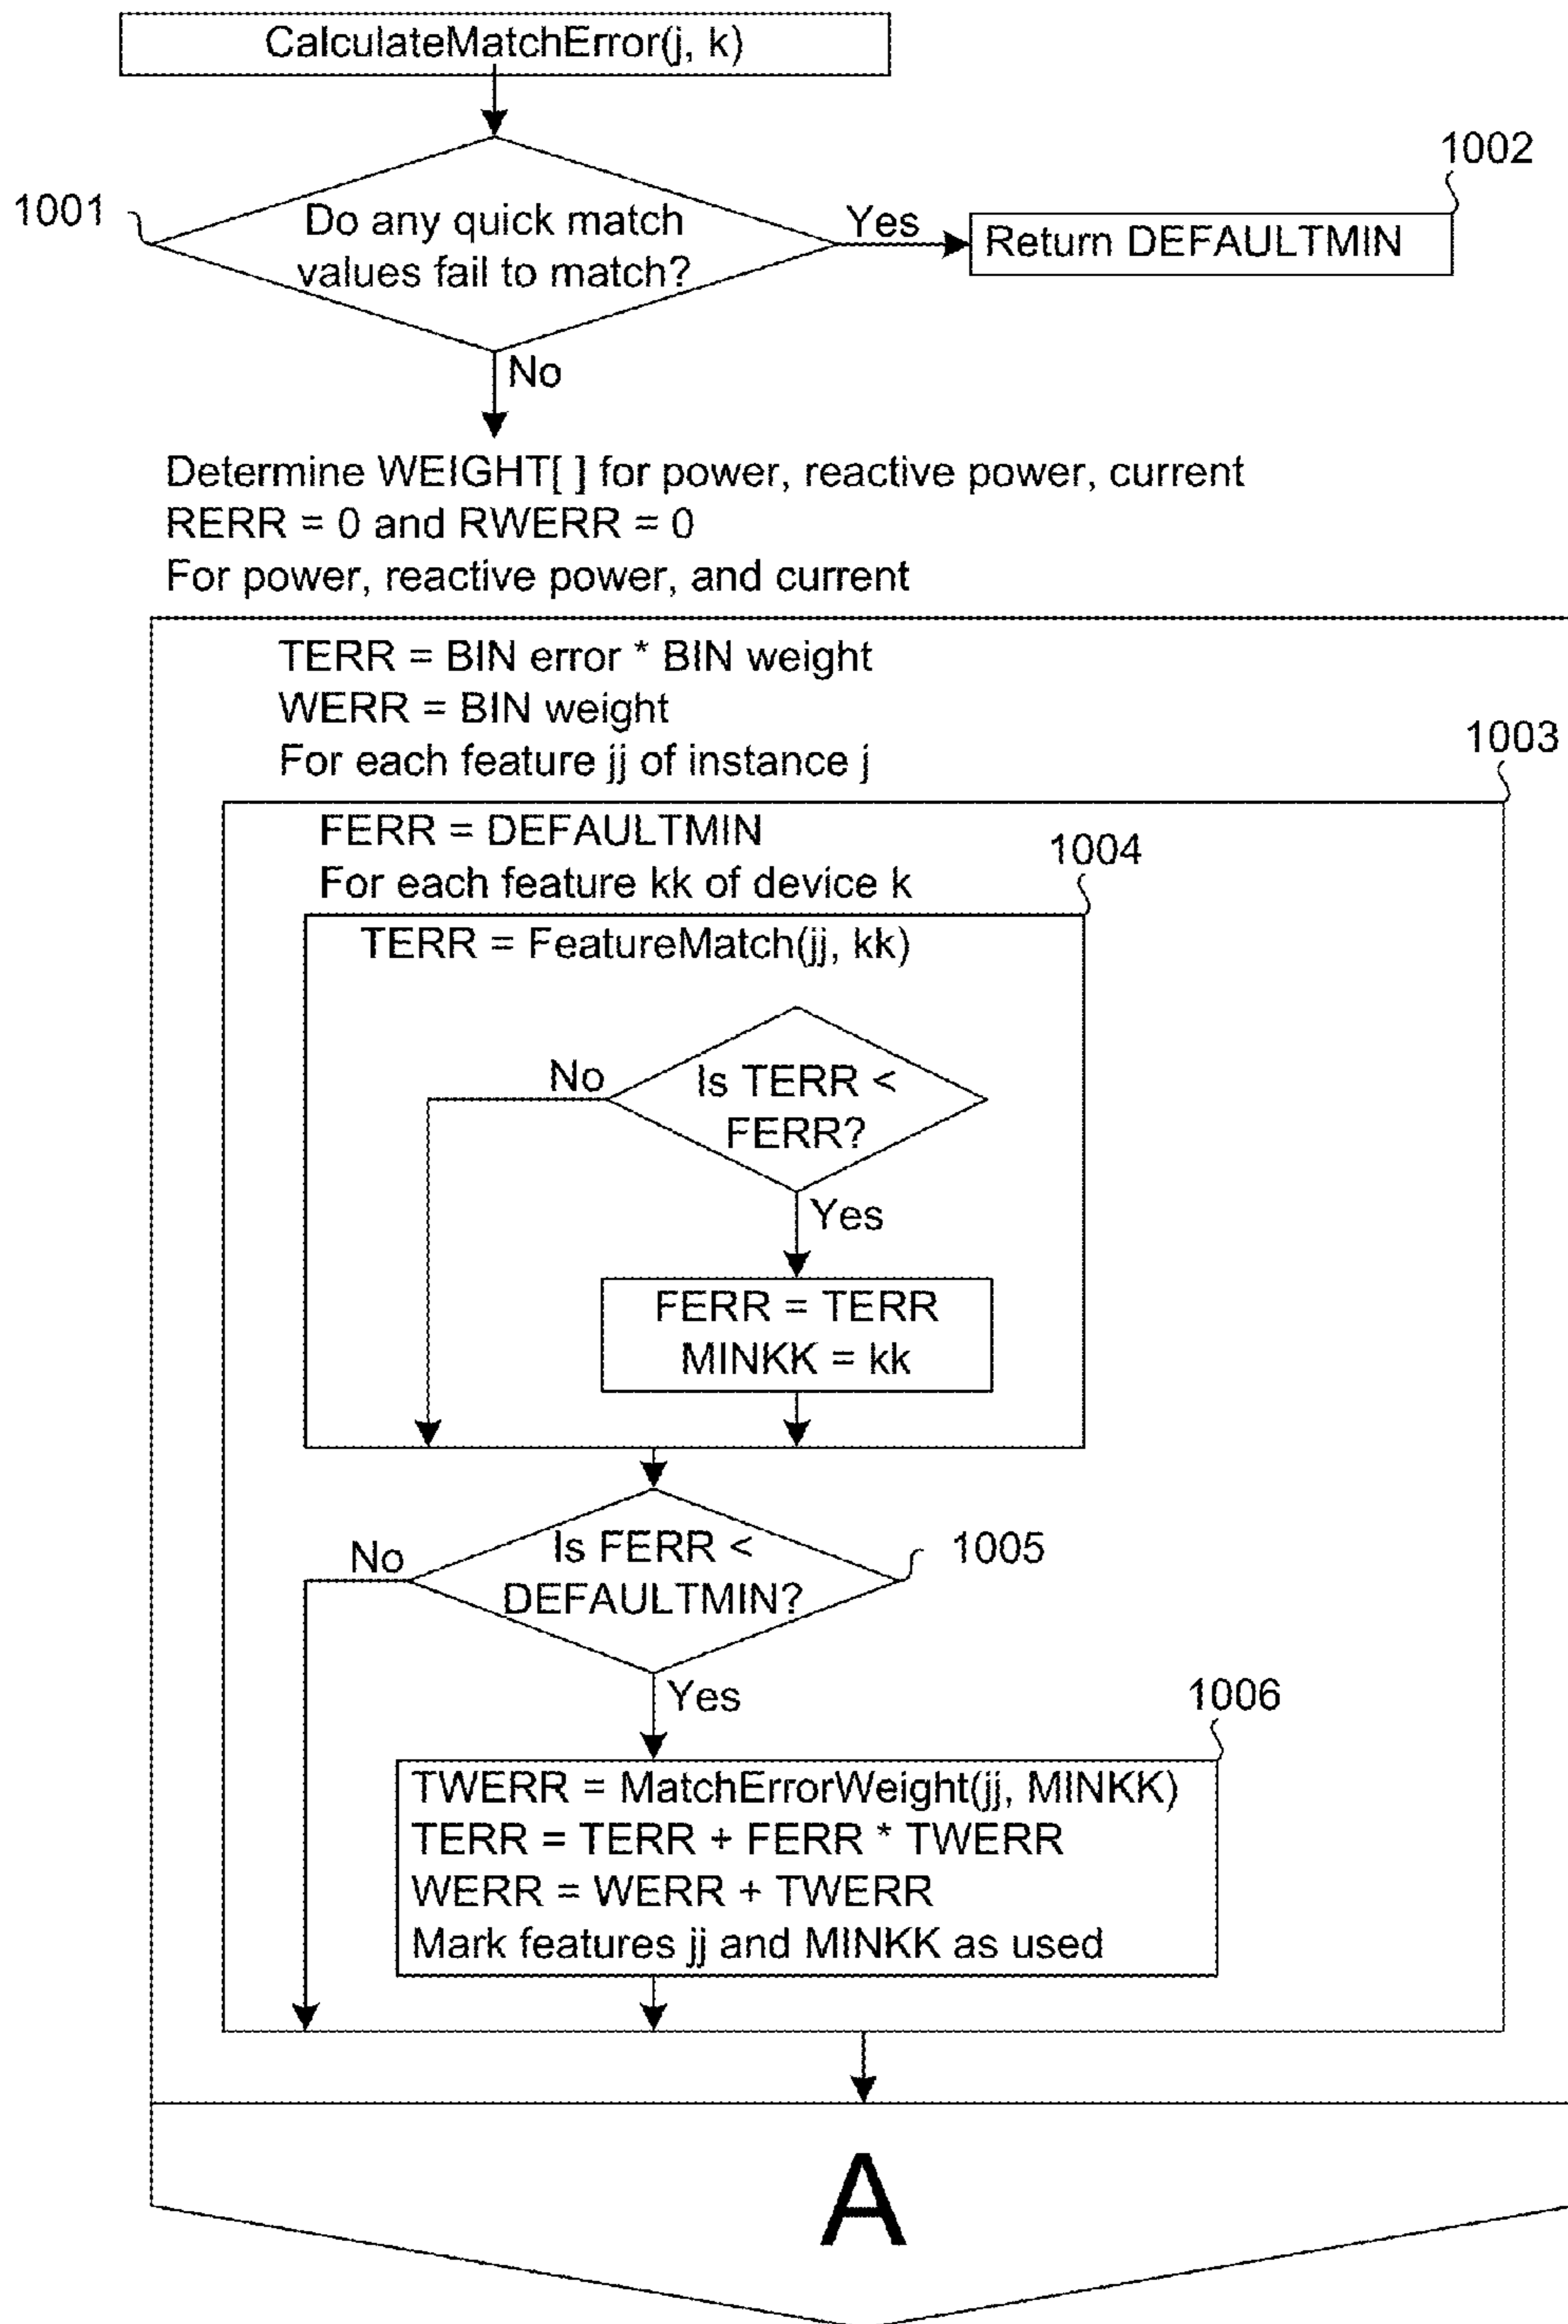 CalculateMatchError(j, k)
1002
1001
Do any quick match
values fail to match?
Yes
Return DEFAULTMIN
No
Determine WEIGHT[ ] for power, reactive power, current
RERR = 0 and RWERR = 0
For power, reactive power, and current
TERR = BIN error * BIN weight
WERR = BIN weight
For each feature jj of instance j
1003
FERR = DEFAULTMIN
For each feature kk of device k
1004
TERR = FeatureMatch(jj, kk)
No
Is TERR <
FERR?
Yes
FERR = TERR
MINKK = kk
No
Is FERR <
DEFAULTMIN?
1005
Yes
1006
TWERR = MatchErrorWeight(jj, MINKK)
TERR = TERR + FERR * TWERR
WERR = WERR + TWERR
Mark features jj and MINKK as used
A